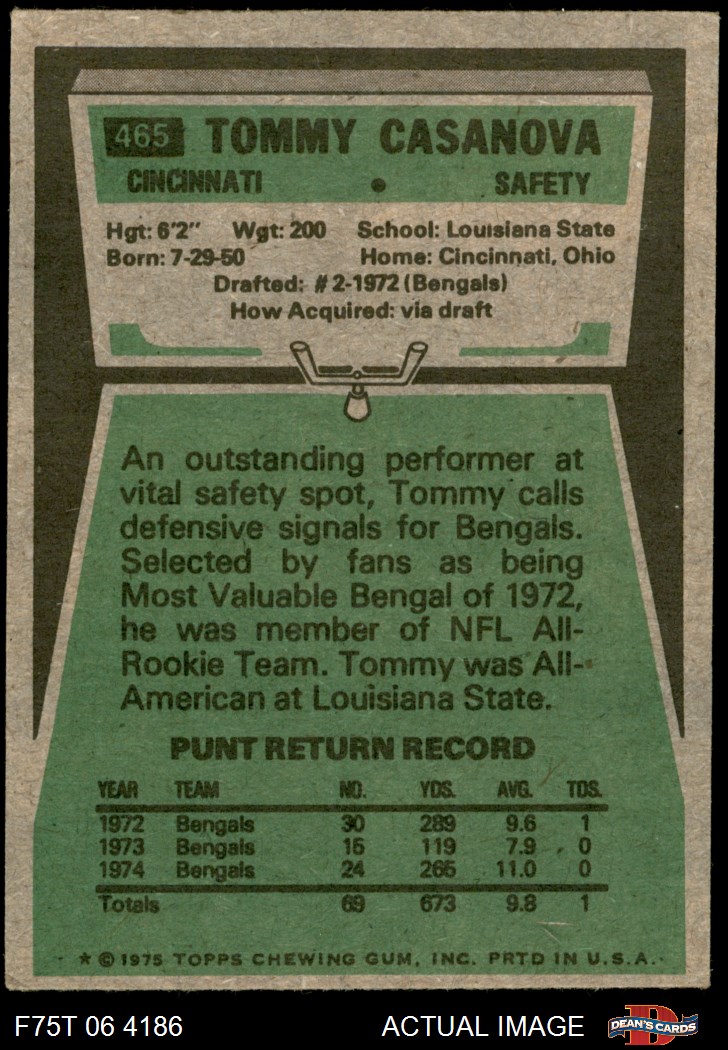 465 TOMMY CASANOVA
CINCINNATI • SAFETY
Hgt: 6'2" Wgt: 200 School: Louisiana State
Born: 7-29-50 Home: Cincinnati, Ohio
Drafted: #2-1972 (Bengals)
How Acquired: via draft
An outstanding performer at
vital safety spot, Tommy calls
defensive signals for Bengals.
Selected by fans as being
Most Valuable Bengal of 1972,
he was member of NFL All-
Rookie Team. Tommy was All-
American at Louisiana State.
PUNT RETURN RECORD
YEAR TEAM NO. YDS. AVG. TDS.
1972 Bengals 30 289 9.6 1
1973 Bengals 15 119 7.9 0
1974 Bengals 24 265 11.0 0
Totals 69 673 9.8 1
* © 1975 TOPPS CHEWING GUM, INC. PRTD IN U.S.A.
F75T 06 4186 ACTUAL IMAGE DEAN'S CARDS